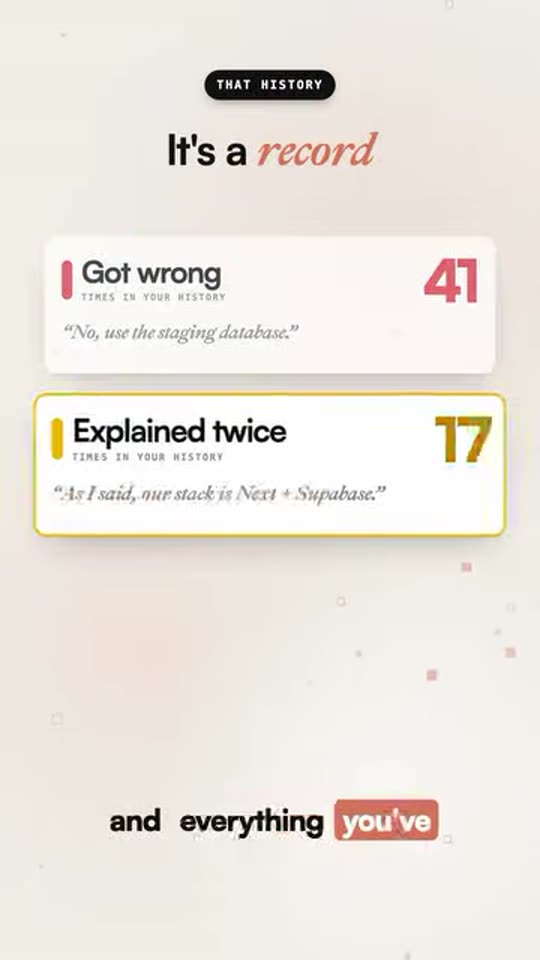 THAT HISTORY
It's a record
Got wrong
41
TIMES IN YOUR HISTORY
“No, use the staging database.”
Explained twice
17
TIMES IN YOUR HISTORY
“As I said, our stack is Next + Supabase.”
and everything you've